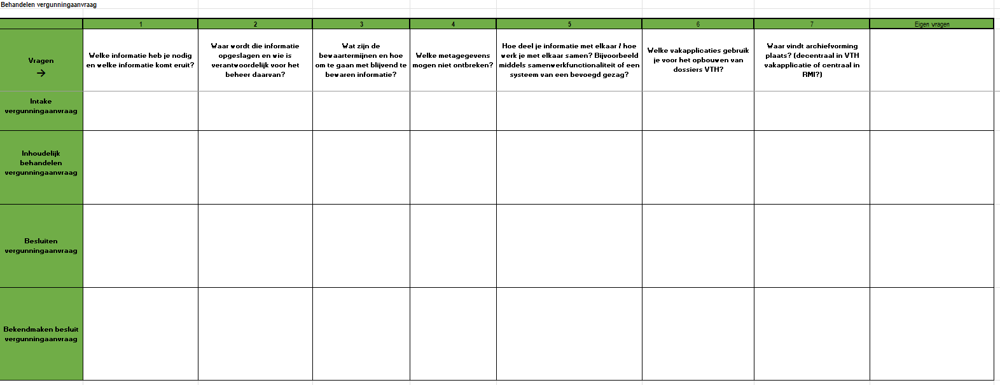 Behandelen vergunningaanvraag
1 2 3 4 5 6 7 Eigen vragen
Vragen
→
Welke informatie heb je nodig
en welke informatie komt eruit?
Waar wordt die informatie
opgeslagen en wie is
verantwoordelijk voor het
beheer daarvan?
Wat zijn de
bewaartermijnen en hoe
om te gaan met blijvend te
bewaren informatie?
Welke metagegevens
mogen niet ontbreken?
Hoe deel je informatie met elkaar / hoe
werk je met elkaar samen? Bijvoorbeeld
middels samenwerkfunctionaliteit of een
systeem van een bevoegd gezag?
Welke vakapplicaties gebruik
je voor het opbouwen van
dossiers VTH?
Waar vindt archiefvorming
plaats? (decentraal in VTH
vakapplicatie of centraal in
RMI?)
Intake
vergunningaanvraag
Inhoudelijk
behandelen
vergunningaanvraag
Besluiten
vergunningaanvraag
Bekendmaken besluit
vergunningaanvraag